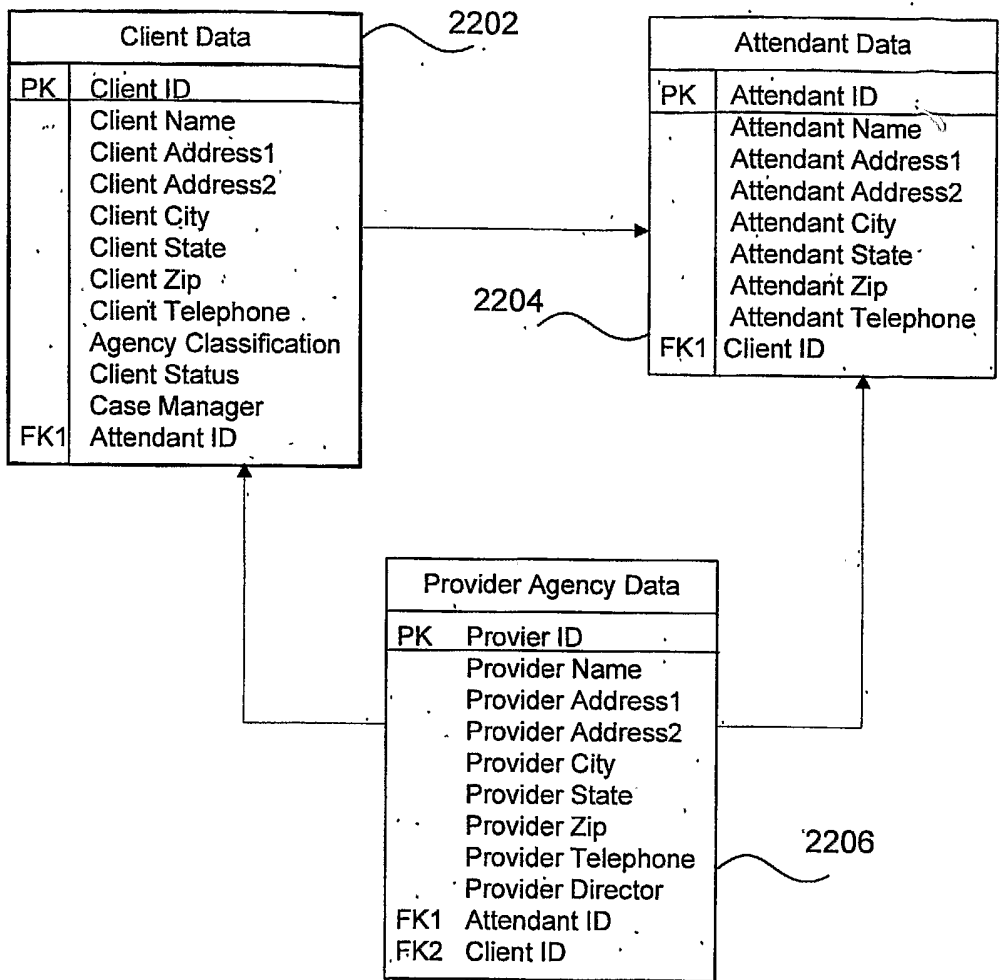 Client Data
PK Client ID
Client Name
Client Address1
Client Address2
Client City
Client State
Client Zip
Client Telephone
Agency Classification
Client Status
Case Manager
FK1 Attendant ID
2202
Attendant Data
PK Attendant ID
Attendant Name
Attendant Address1
Attendant Address2
Attendant City
Attendant State
Attendant Zip
Attendant Telephone
FK1 Client ID
2204
Provider Agency Data
PK Provier ID
Provider Name
Provider Address1
Provider Address2
Provider City
Provider State
Provider Zip
Provider Telephone
Provider Director
FK1 Attendant ID
FK2 Client ID
2206